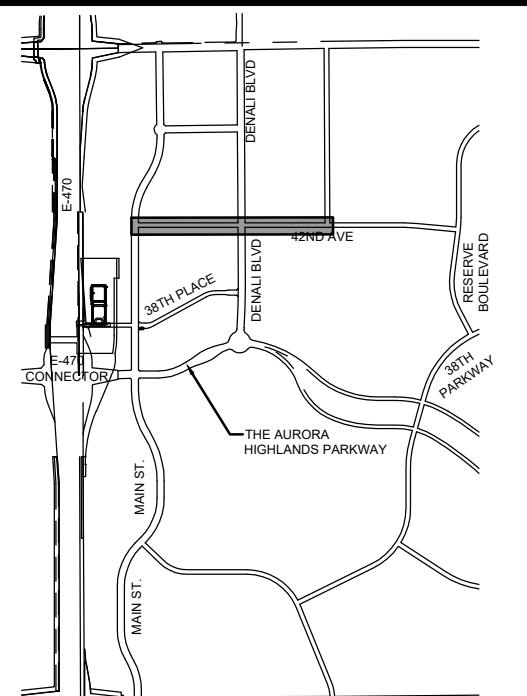 DENALI BLVD
E-470
42ND AVE
DENALI BLVD
RESERVE
BOULEVARD
38TH PLACE
E-470
CONNECTOR
38TH
PARKWAY
THE AURORA
HIGHLANDS PARKWAY
MAIN ST.
MAIN ST.